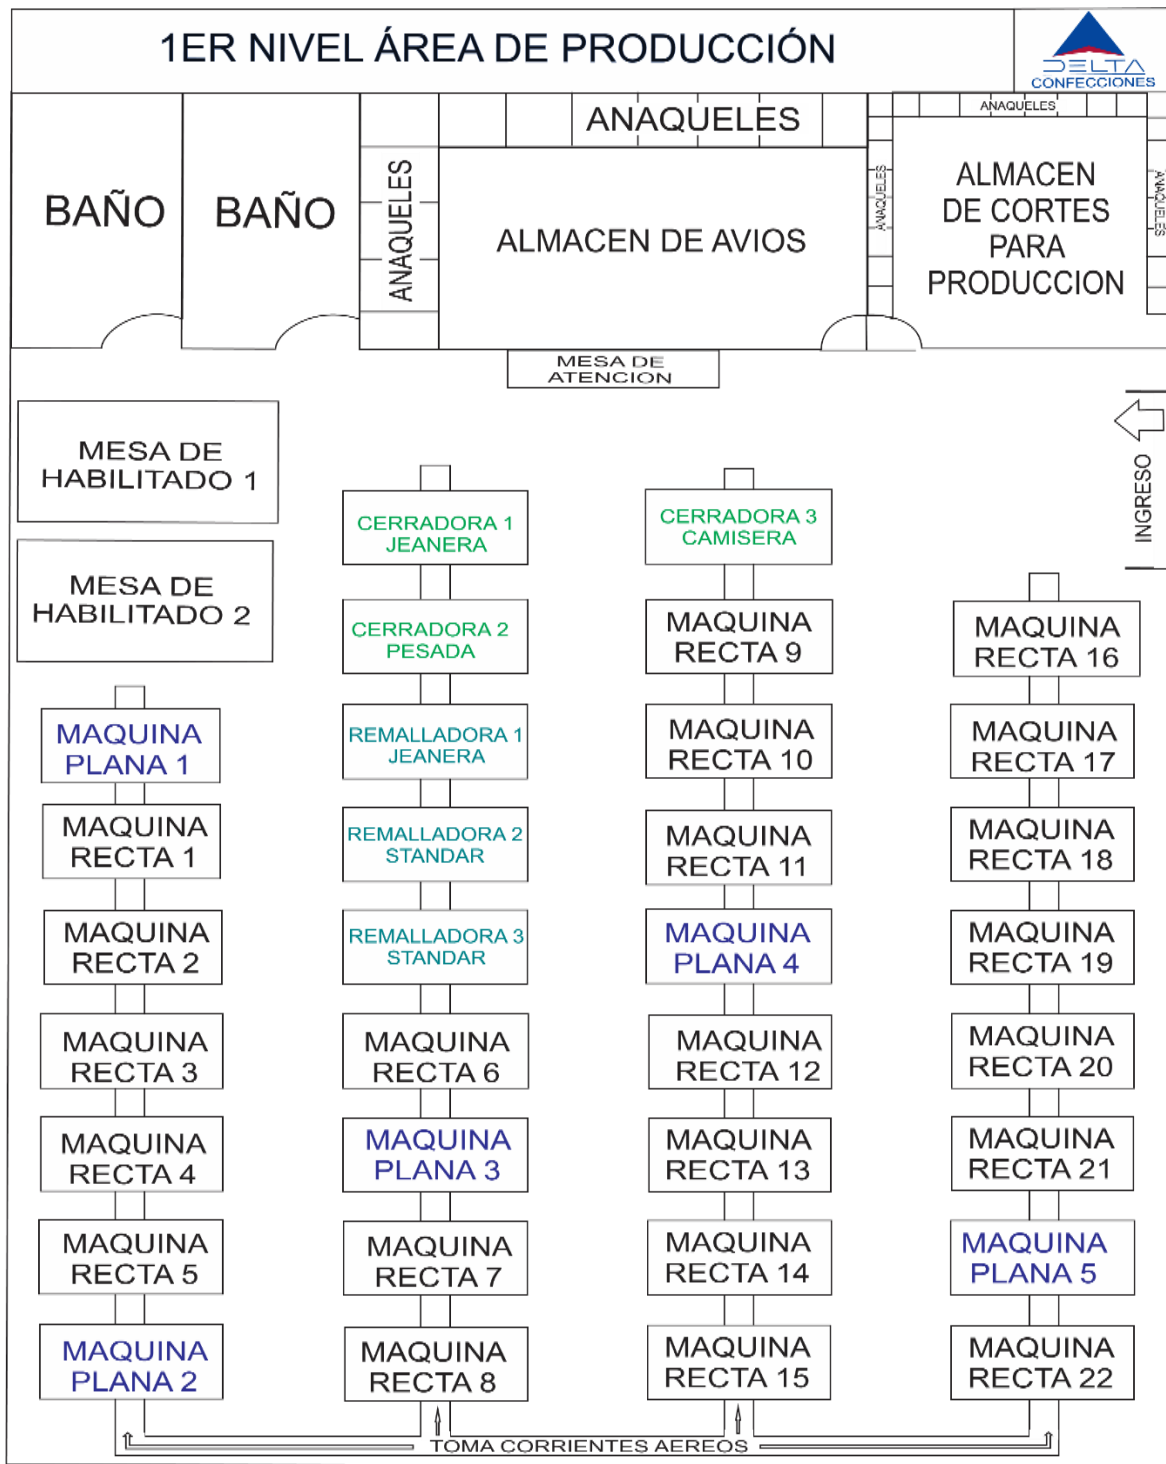 1ER NIVEL ÁREA DE PRODUCCIÓN
DELTA
CONFECCIONES
BAÑO
BAÑO
ANAQUELES
ANAQUELES
ALMACEN DE AVIOS
ANAQUELES
ANAQUELES
ALMACEN
DE CORTES
PARA
PRODUCCION
ANAQUELES
MESA DE
ATENCION
INGRESO
MESA DE
HABILITADO 1
MESA DE
HABILITADO 2
MAQUINA
PLANA 1
MAQUINA
RECTA 1
MAQUINA
RECTA 2
MAQUINA
RECTA 3
MAQUINA
RECTA 4
MAQUINA
RECTA 5
MAQUINA
PLANA 2
CERRADORA 1
JEANERA
CERRADORA 2
PESADA
REMALLADORA 1
JEANERA
REMALLADORA 2
STANDAR
REMALLADORA 3
STANDAR
MAQUINA
RECTA 6
MAQUINA
PLANA 3
MAQUINA
RECTA 7
MAQUINA
RECTA 8
CERRADORA 3
CAMISERA
MAQUINA
RECTA 9
MAQUINA
RECTA 10
MAQUINA
RECTA 11
MAQUINA
PLANA 4
MAQUINA
RECTA 12
MAQUINA
RECTA 13
MAQUINA
RECTA 14
MAQUINA
RECTA 15
MAQUINA
RECTA 16
MAQUINA
RECTA 17
MAQUINA
RECTA 18
MAQUINA
RECTA 19
MAQUINA
RECTA 20
MAQUINA
RECTA 21
MAQUINA
PLANA 5
MAQUINA
RECTA 22
TOMA CORRIENTES AEREOS